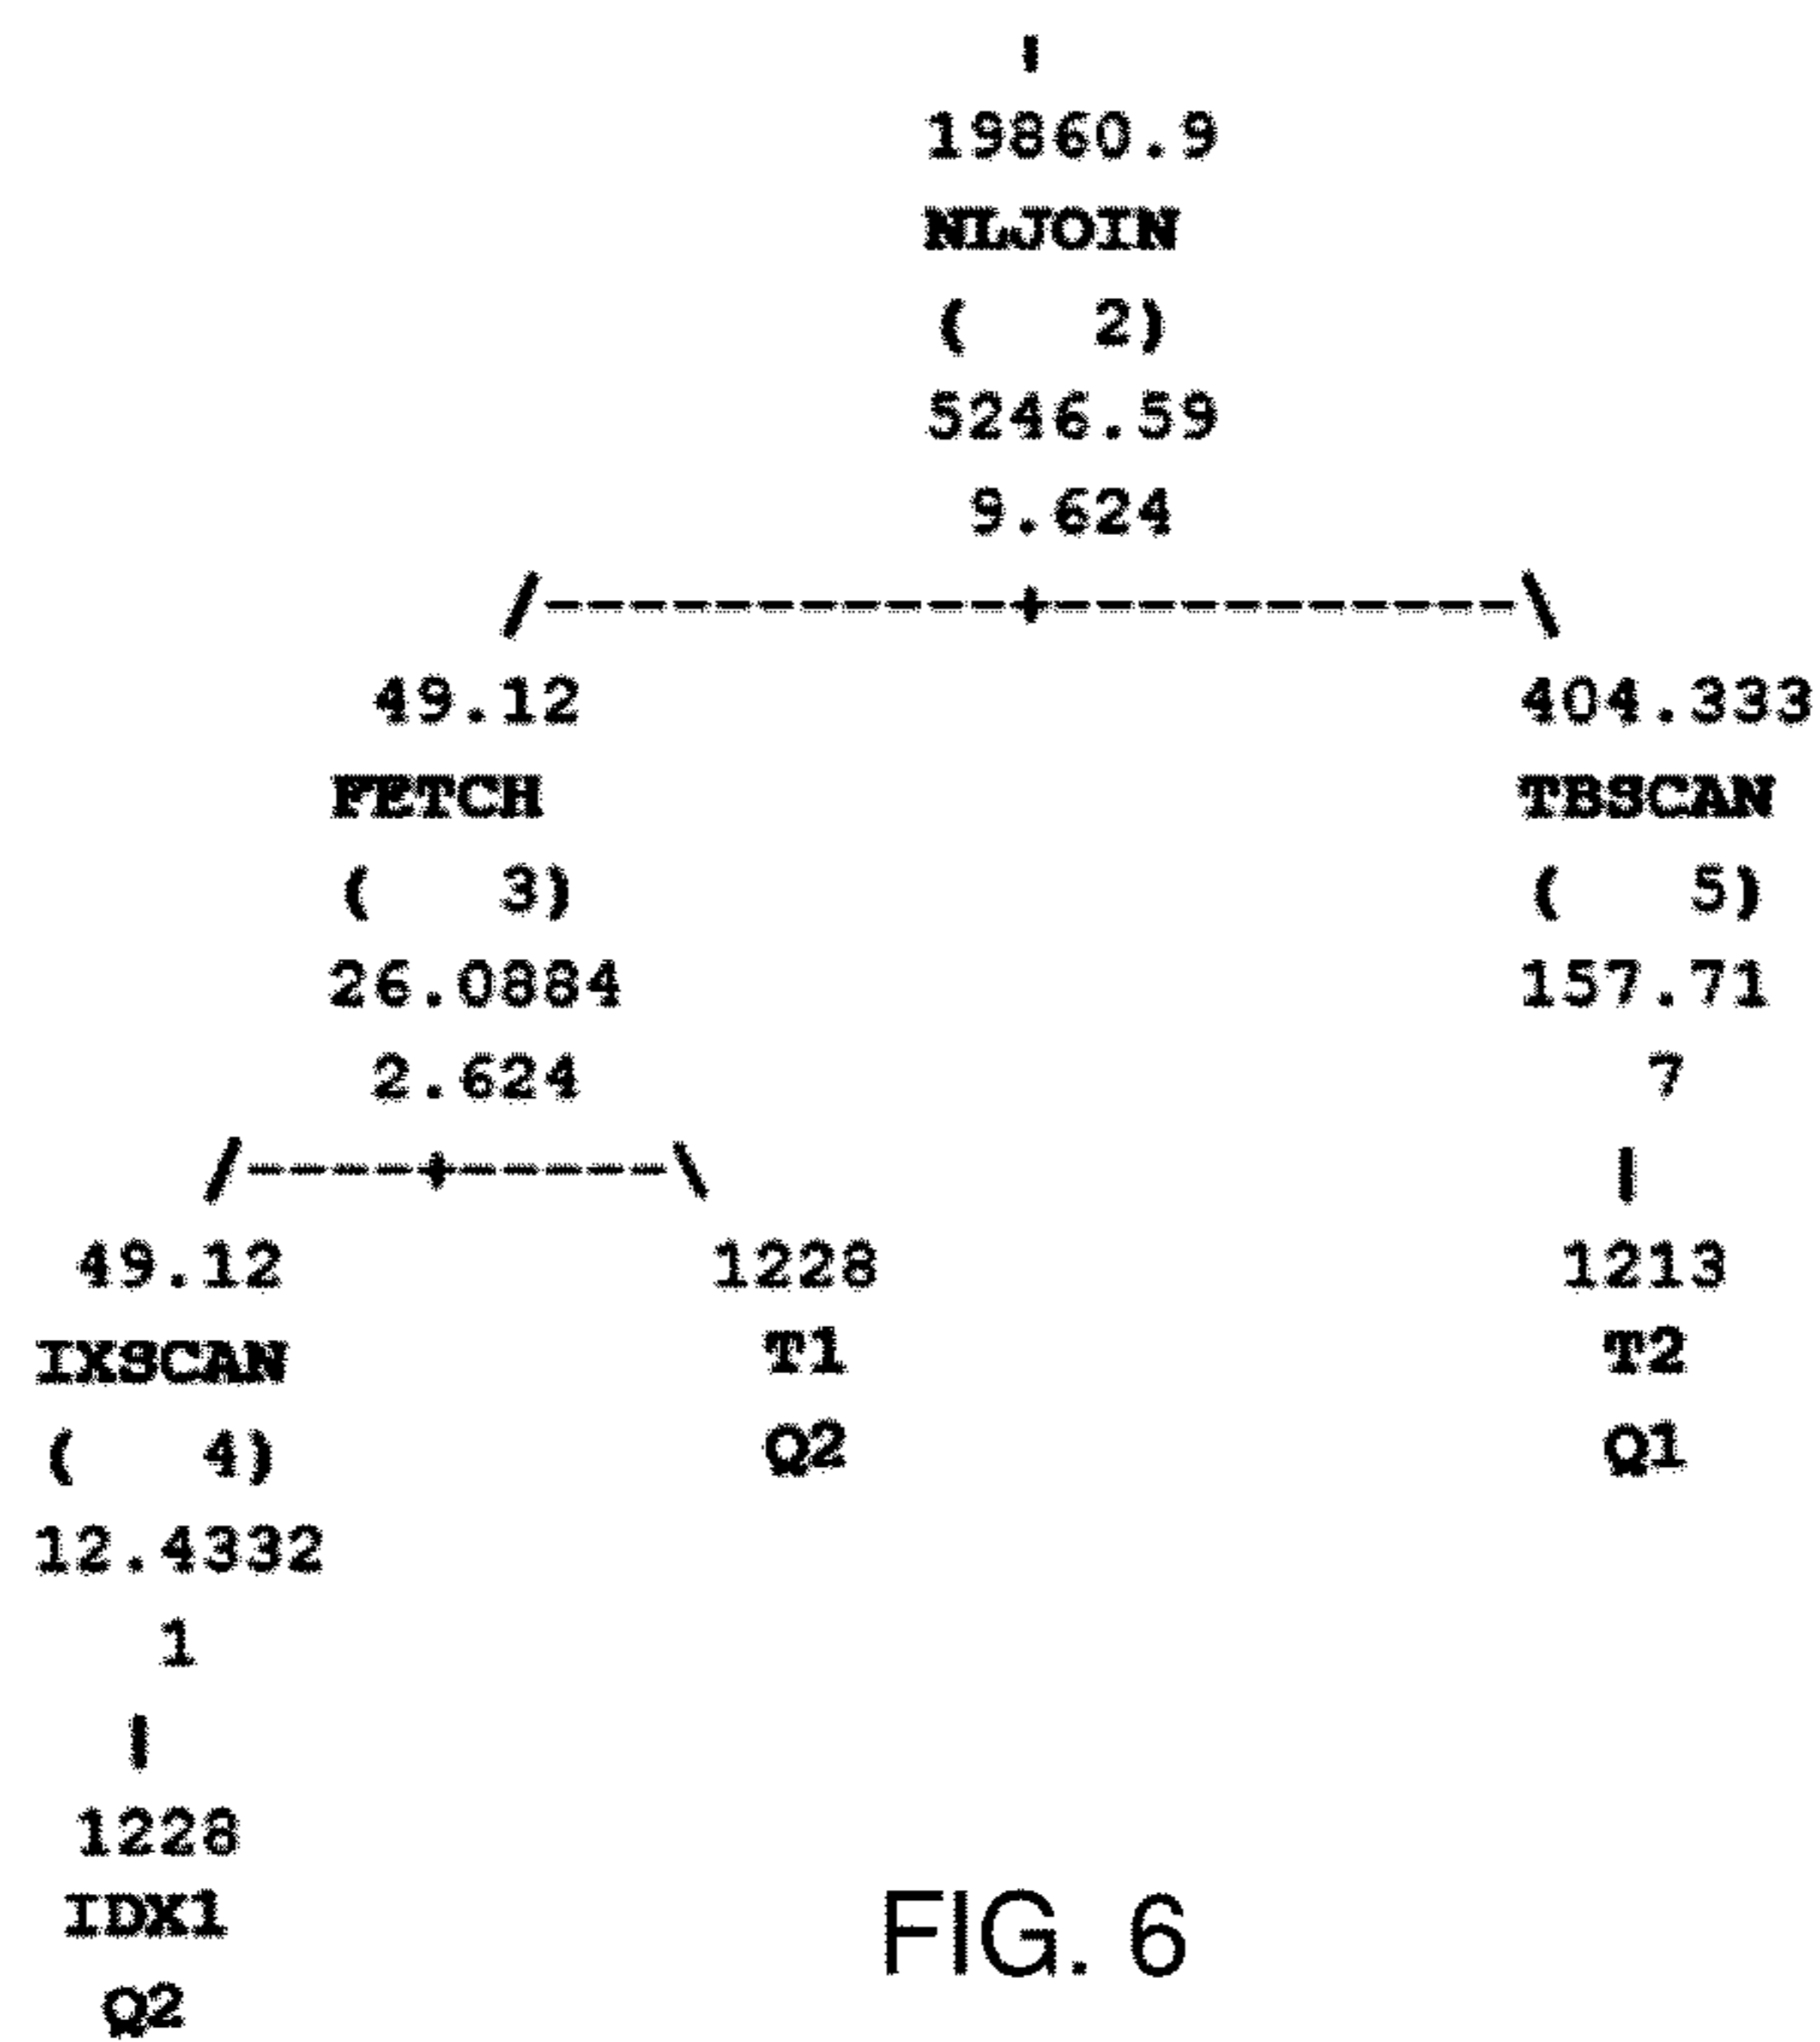 |
19860.9
NLJOIN
(   2)
5246.59
9.624
/-----------+-----------\
49.12 404.333
FETCH TBSCAN
(   3) (   5)
26.0884 157.71
2.624 7
/----+-----\ |
49.12 1228 1213
IXSCAN T1 T2
(   4) Q2 Q1
12.4332
1
|
1228
IDX1
Q2
FIG. 6